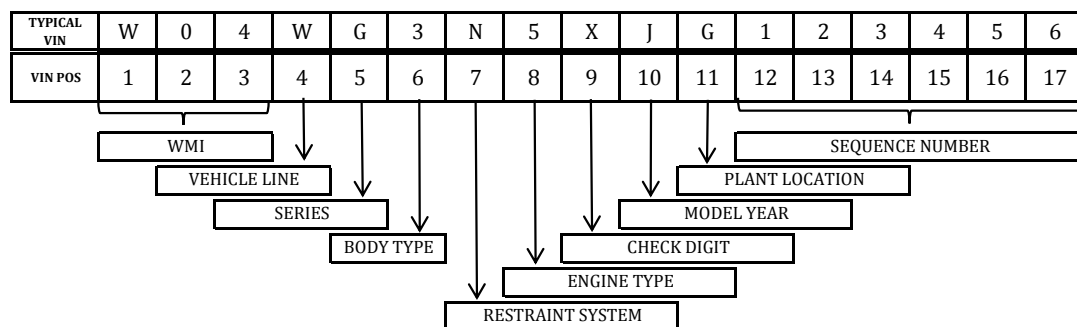 TYPICAL VIN W 0 4 W G 3 N 5 X J G 1 2 3 4 5 6
VIN POS 1 2 3 4 5 6 7 8 9 10 11 12 13 14 15 16 17
WMI SEQUENCE NUMBER
VEHICLE LINE PLANT LOCATION
SERIES MODEL YEAR
BODY TYPE CHECK DIGIT
ENGINE TYPE
RESTRAINT SYSTEM